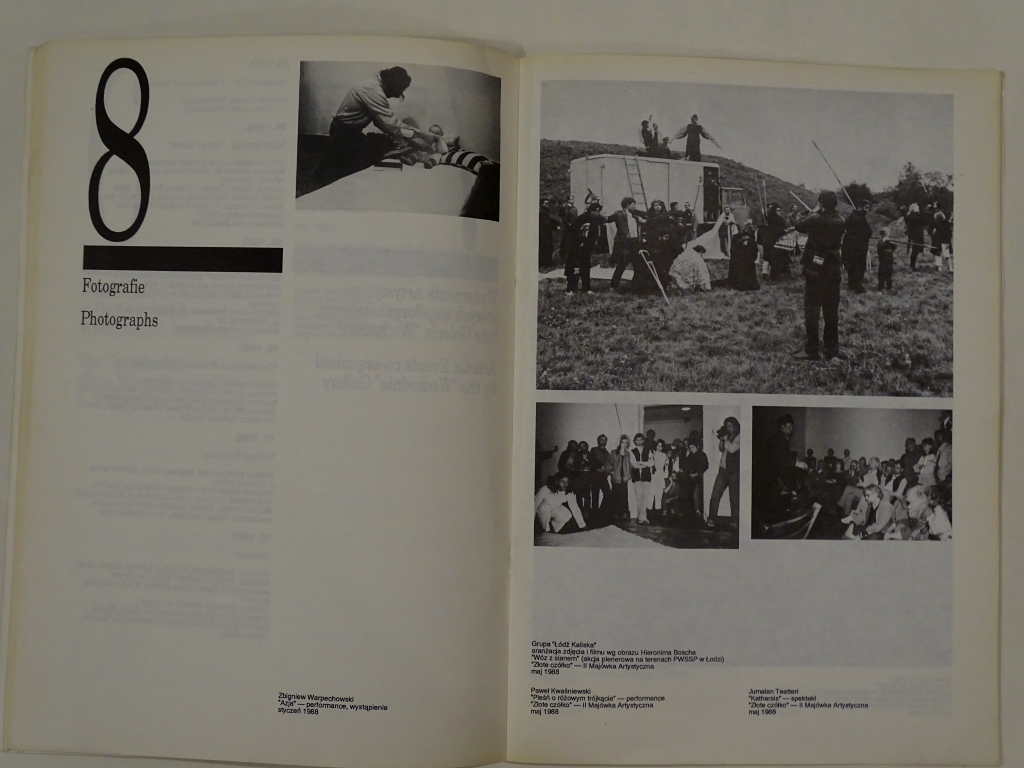 8
Fotografie
Photographs
Zbigniew Warpechowski
"Azja" — performance, wystąpienie
styczeń 1988
Grupa "Łódź Kaliska"
aranżacja zdjęcia i filmu wg obrazu Hieronima Boscha
"Wóz z sianem" (akcja plenerowa na terenach PWSSP w Łodzi)
"Złote czółko" — II Majówka Artystyczna
maj 1988
Paweł Kwaśniewski
"Pieśń o różowym trójkącie" — performance
"Złote czółko" — II Majówka Artystyczna
maj 1988
Jumalan Teatteri
"Katharsis" — spektakl
"Złote czółko" — II Majówka Artystyczna
maj 1988